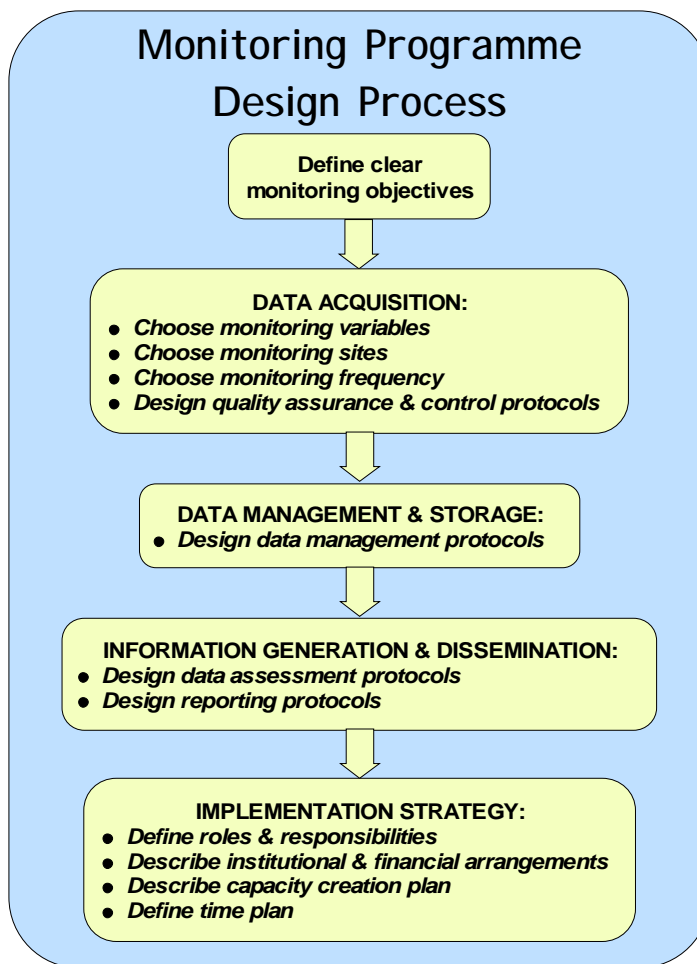 Monitoring Programme
Design Process
Define clear
monitoring objectives
DATA ACQUISITION:
● Choose monitoring variables
● Choose monitoring sites
● Choose monitoring frequency
● Design quality assurance & control protocols
DATA MANAGEMENT & STORAGE:
● Design data management protocols
INFORMATION GENERATION & DISSEMINATION:
● Design data assessment protocols
● Design reporting protocols
IMPLEMENTATION STRATEGY:
● Define roles & responsibilities
● Describe institutional & financial arrangements
● Describe capacity creation plan
● Define time plan